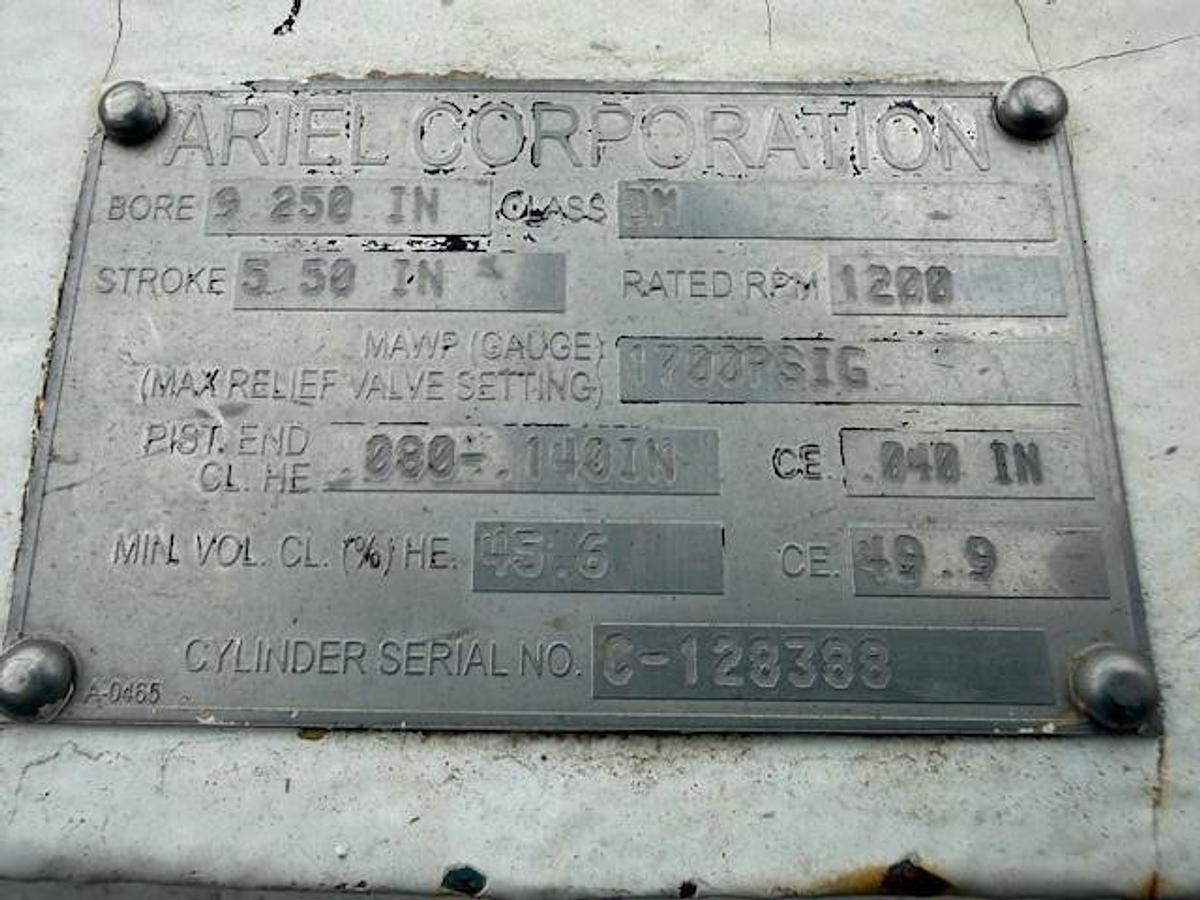 ARIEL CORPORATION
BORE 9.250 IN CLASS DM
STROKE 5.50 IN RATED RPM 1200
MAWP (GAUGE)
(MAX RELIEF VALVE SETTING) 1700PSIG
PIST. END
CL. HE .080-.140IN CE. .040 IN
MIN. VOL. CL. (%) HE. 45.6 CE. 49.9
CYLINDER SERIAL NO. C-128388
A-0465